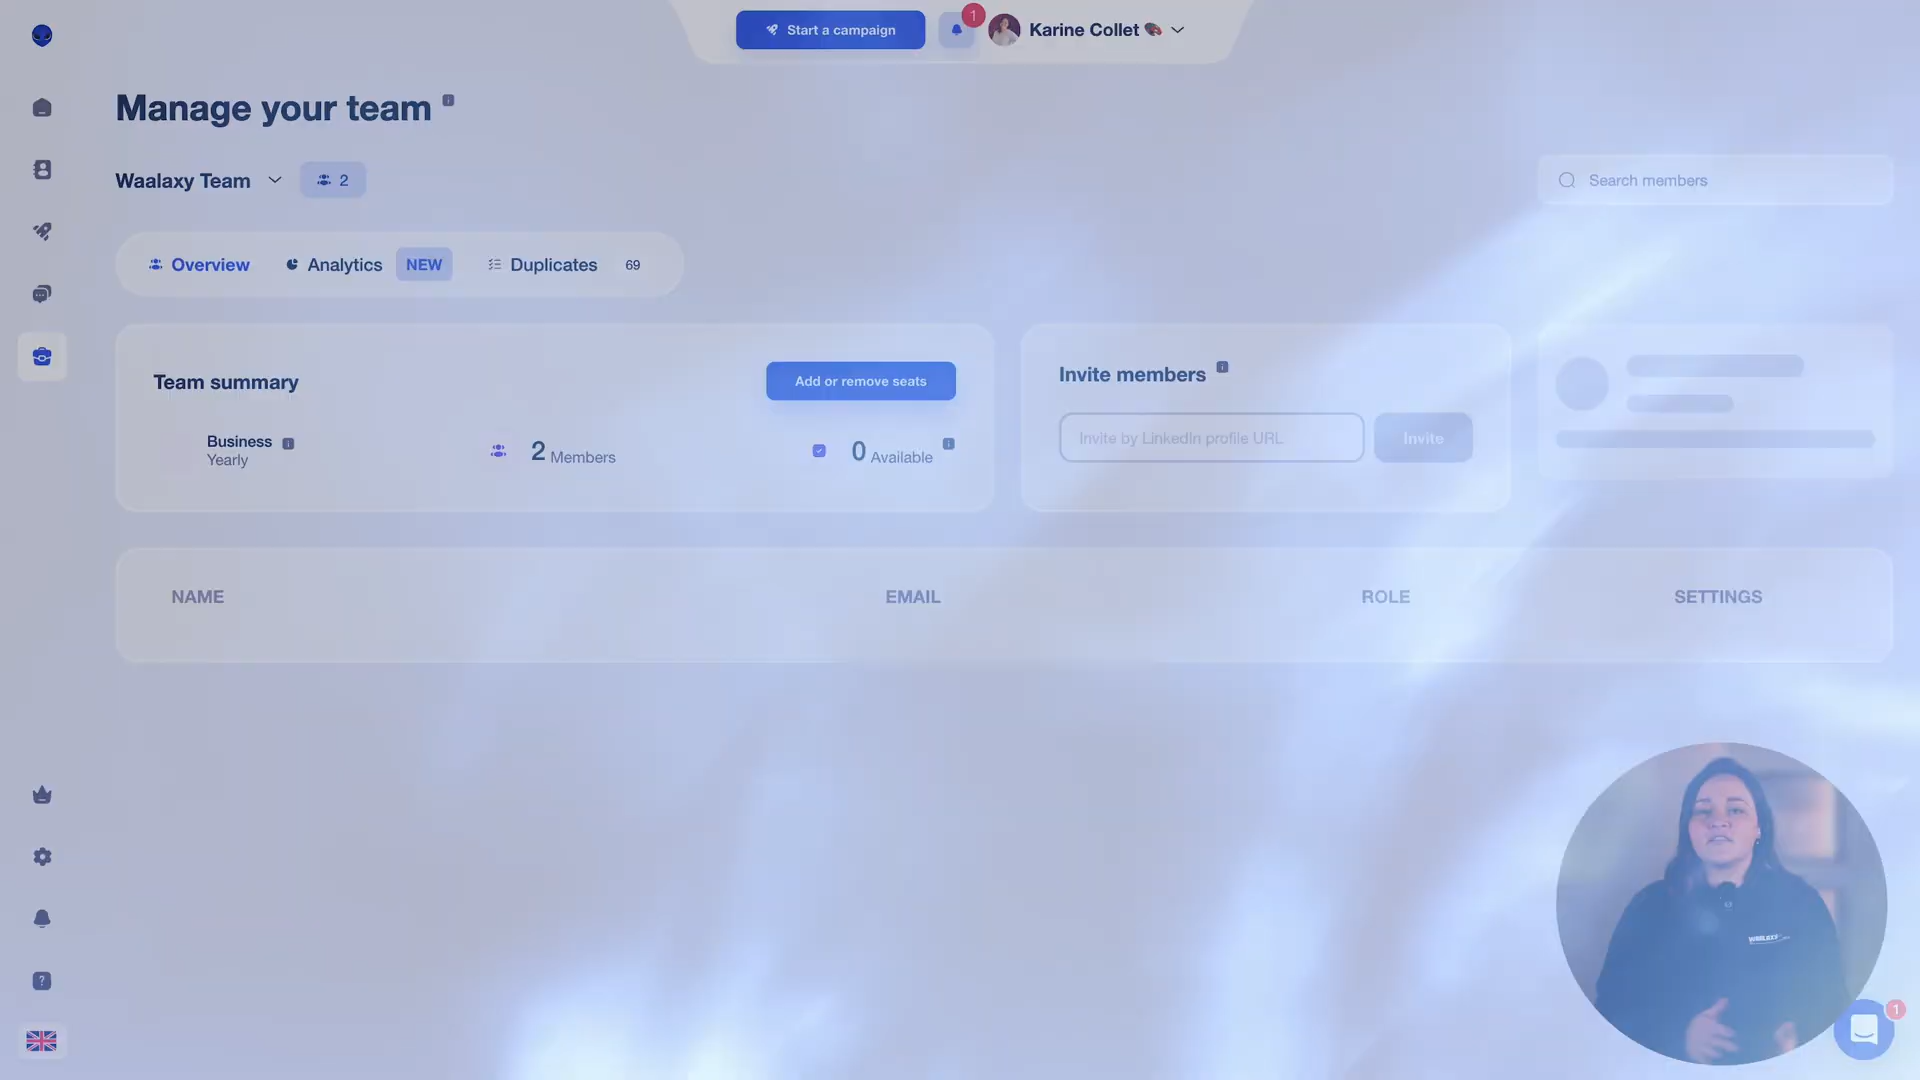 Start a campaign
1
Karine Collet
Manage your team
Waalaxy Team
2
Search members
Overview
Analytics
NEW
Duplicates
69
Team summary
Add or remove seats
Business
Yearly
2 Members
0 Available
Invite members
Invite by LinkedIn profile URL
Invite
NAME
EMAIL
ROLE
SETTINGS
WAALAXY
?
1